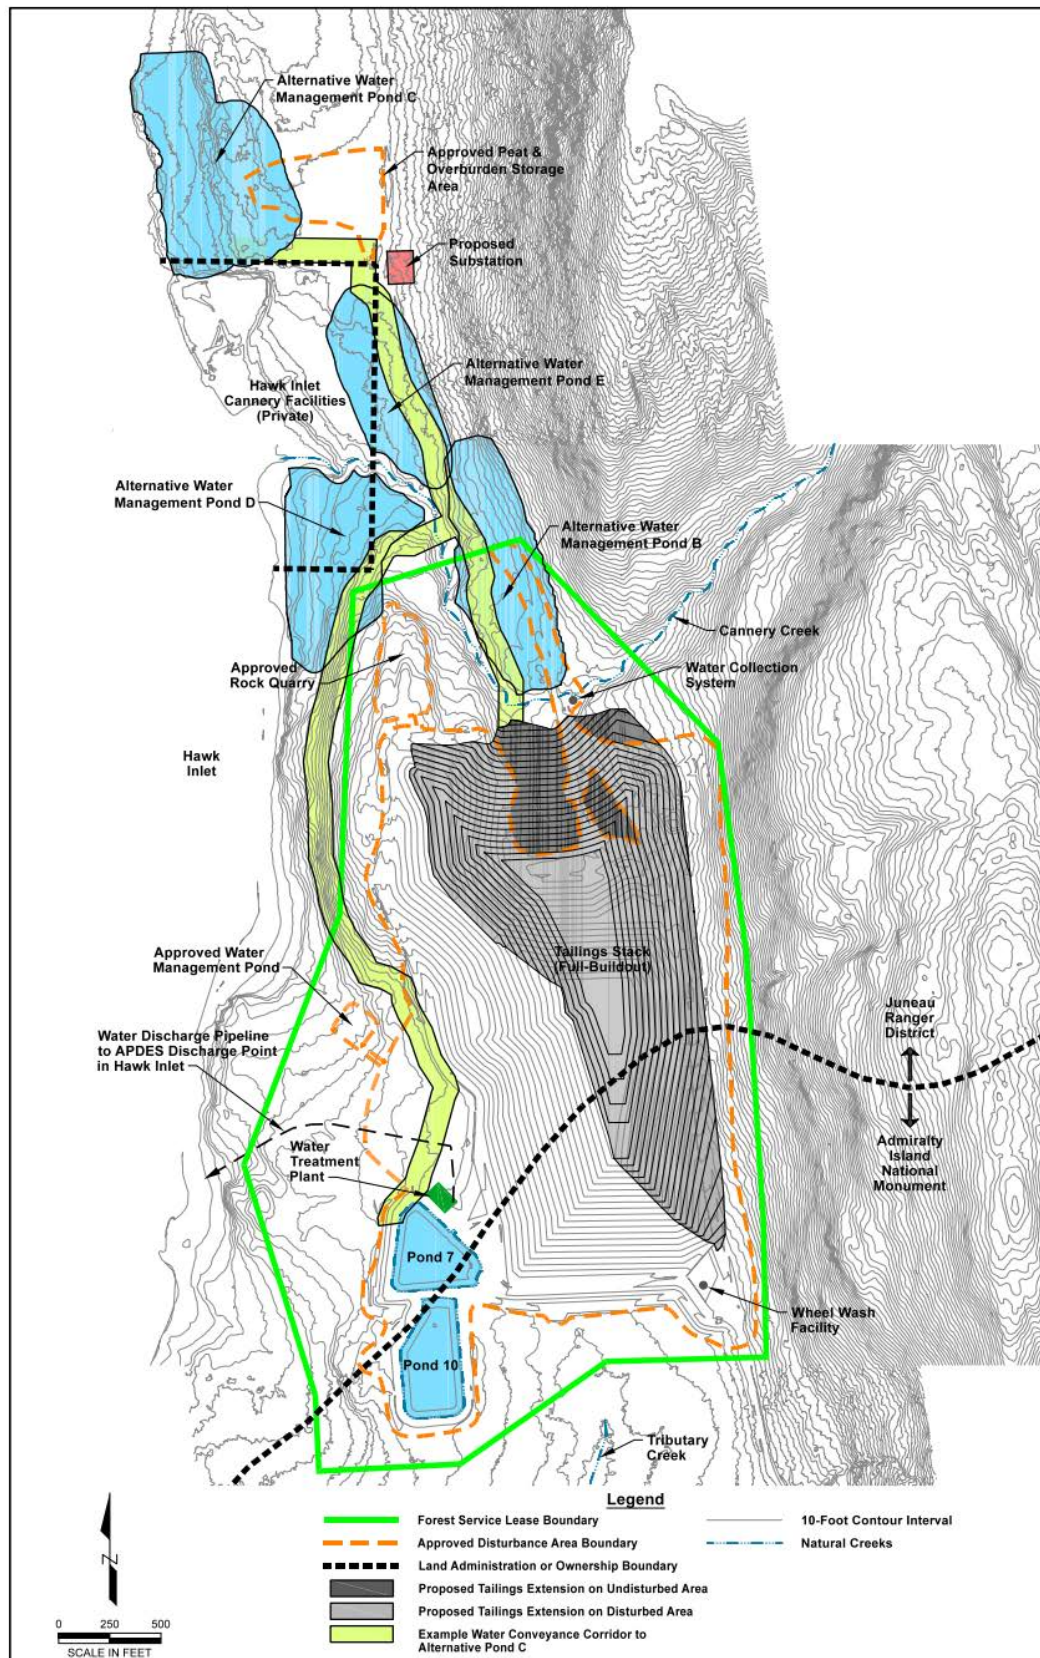 Alternative Water
Management Pond C
Approved Peat &
Overburden Storage
Area
Proposed
Substation
Alternative Water
Management Pond E
Hawk Inlet
Cannery Facilities
(Private)
Alternative Water
Management Pond D
Alternative Water
Management Pond B
Cannery Creek
Approved
Rock Quarry
Water Collection
System
Hawk
Inlet
Tailings Stack
(Full-Buildout)
Approved Water
Management Pond
Juneau
Ranger
District
Water Discharge Pipeline
to APDES Discharge Point
in Hawk Inlet
Admiralty
Island
National
Monument
Water
Treatment
Plant
Pond 7
Wheel Wash
Facility
Pond 10
Tributary
Creek
Legend
Forest Service Lease Boundary
10-Foot Contour Interval
Approved Disturbance Area Boundary
Natural Creeks
Land Administration or Ownership Boundary
Proposed Tailings Extension on Undisturbed Area
Proposed Tailings Extension on Disturbed Area
Example Water Conveyance Corridor to
Alternative Pond C
N
0 250 500
SCALE IN FEET